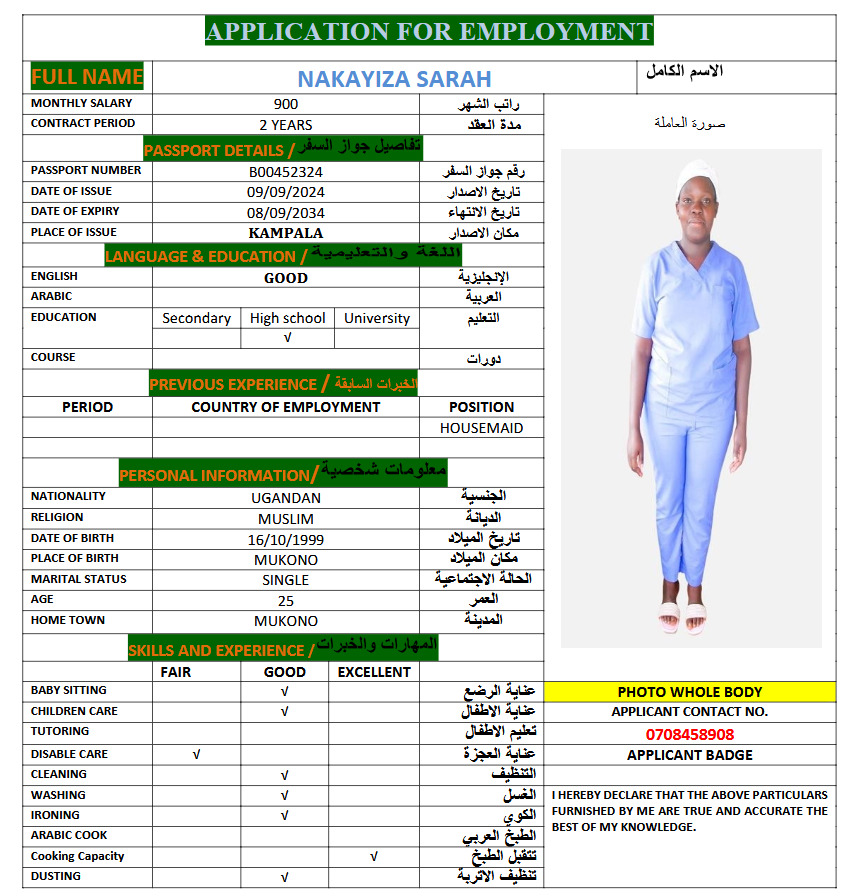 APPLICATION FOR EMPLOYMENT
FULL NAME NAKAYIZA SARAH الاسم الكامل
MONTHLY SALARY 900 راتب الشهر
CONTRACT PERIOD 2 YEARS مدة العقد
صورة العاملة
PASSPORT DETAILS / تفاصيل جواز السفر
PASSPORT NUMBER B00452324 رقم جواز السفر
DATE OF ISSUE 09/09/2024 تاريخ الاصدار
DATE OF EXPIRY 08/09/2034 تاريخ الانتهاء
PLACE OF ISSUE KAMPALA مكان الاصدار
LANGUAGE & EDUCATION / اللغة والتعليمية
ENGLISH GOOD الإنجليزية
ARABIC العربية
EDUCATION Secondary High school University التعليم
√
COURSE دورات
PREVIOUS EXPERIENCE / الخبرات السابقة
PERIOD COUNTRY OF EMPLOYMENT POSITION
HOUSEMAID
PERSONAL INFORMATION/ معلومات شخصية
NATIONALITY UGANDAN الجنسية
RELIGION MUSLIM الديانة
DATE OF BIRTH 16/10/1999 تاريخ الميلاد
PLACE OF BIRTH MUKONO مكان الميلاد
MARITAL STATUS SINGLE الحالة الاجتماعية
AGE 25 العمر
HOME TOWN MUKONO المدينة
SKILLS AND EXPERIENCE / المهارات والخبرات
FAIR GOOD EXCELLENT
BABY SITTING √ عناية الرضع
CHILDREN CARE √ عناية الاطفال
TUTORING تعليم الاطفال
DISABLE CARE √ عناية العجزة
CLEANING √ التنظيف
WASHING √ الغسل
IRONING √ الكوي
ARABIC COOK الطبخ العربي
Cooking Capacity √ تتقبل الطبخ
DUSTING √ تنظيف الاتربة
PHOTO WHOLE BODY
APPLICANT CONTACT NO.
0708458908
APPLICANT BADGE
I HEREBY DECLARE THAT THE ABOVE PARTICULARS
FURNISHED BY ME ARE TRUE AND ACCURATE THE
BEST OF MY KNOWLEDGE.